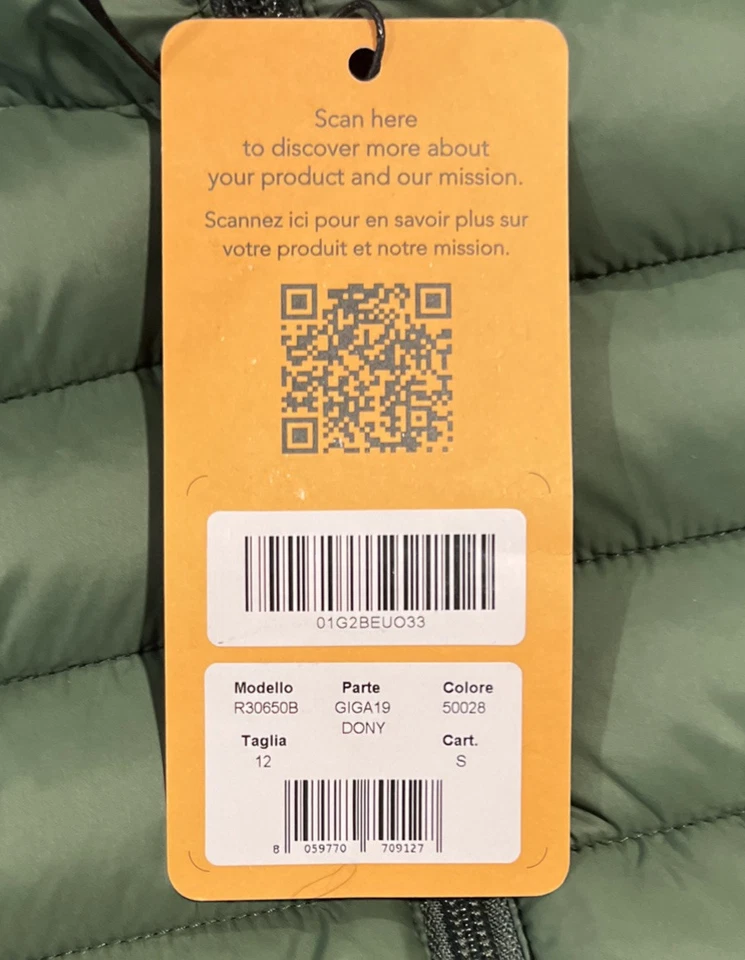 Scan here
to discover more about
your product and our mission.
Scannez ici pour en savoir plus sur
votre produit et notre mission.
01G2BEUO33
Modello Parte Colore
R30650B GIGA19 50028
DONY
Taglia Cart.
12 S
8 059770 709127